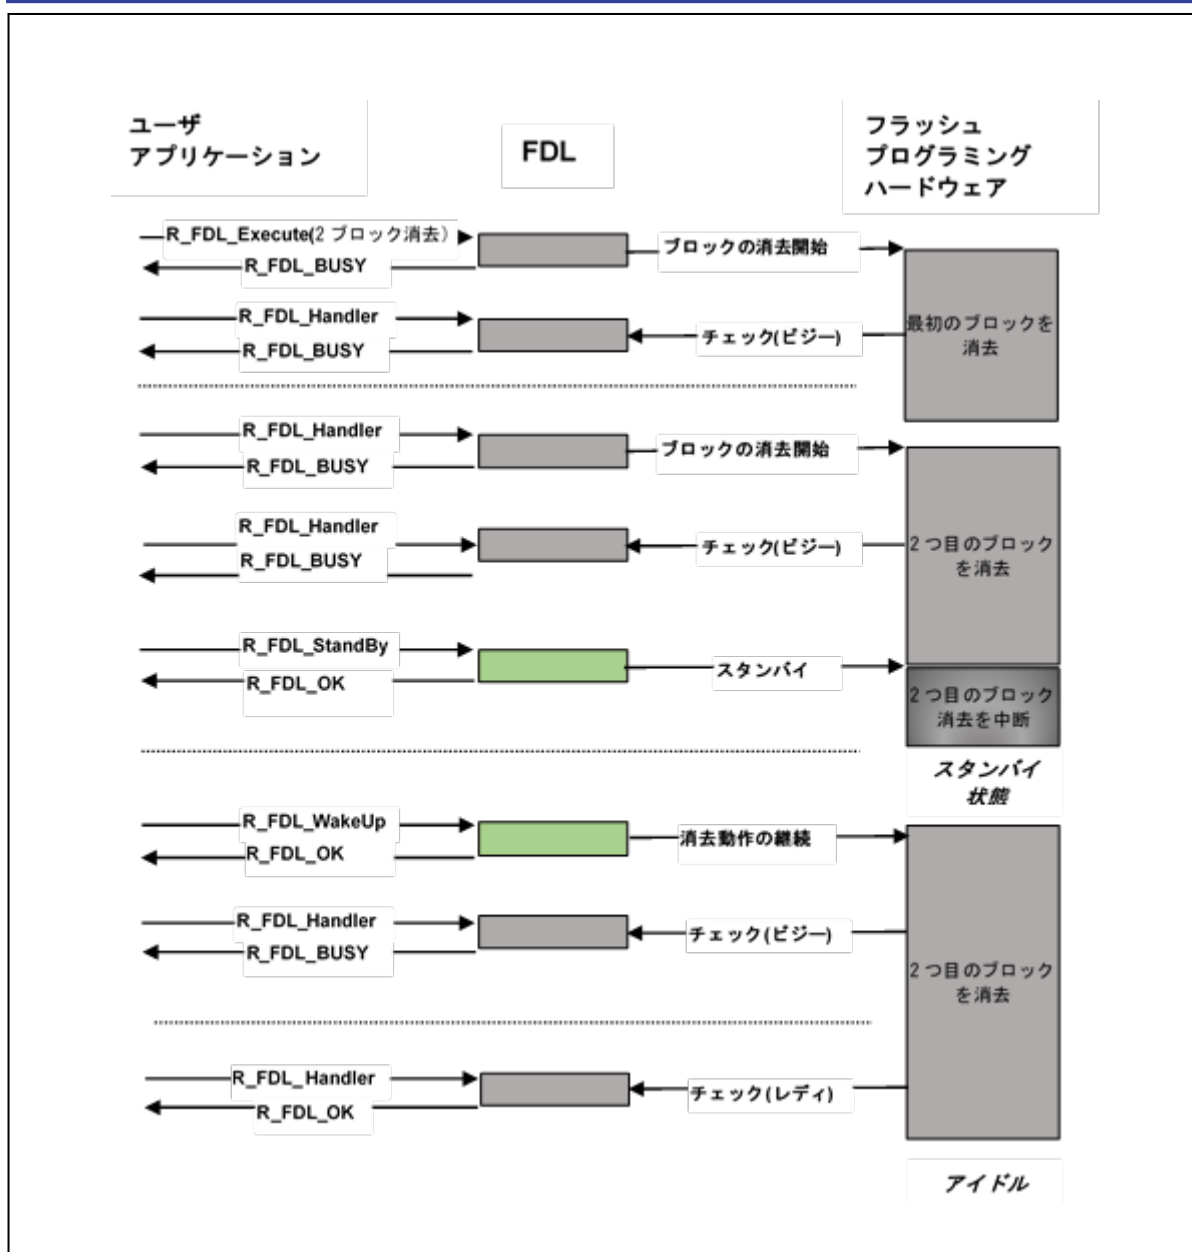 ユーザ
アプリケーション
FDL
フラッシュ
プログラミング
ハードウェア
R_FDL_Execute(2 ブロック消去)
ブロックの消去開始
R_FDL_BUSY
R_FDL_Handler
チェック(ビジー)
R_FDL_BUSY
最初のブロックを
消去
R_FDL_Handler
ブロックの消去開始
R_FDL_BUSY
R_FDL_Handler
チェック(ビジー)
R_FDL_BUSY
2 つ目のブロック
を消去
R_FDL_StandBy
スタンバイ
R_FDL_OK
2 つ目のブロック
消去を中断
スタンバイ
状態
R_FDL_WakeUp
消去動作の継続
R_FDL_OK
R_FDL_Handler
チェック(ビジー)
R_FDL_BUSY
2 つ目のブロック
を消去
R_FDL_Handler
チェック(レディ)
R_FDL_OK
アイドル